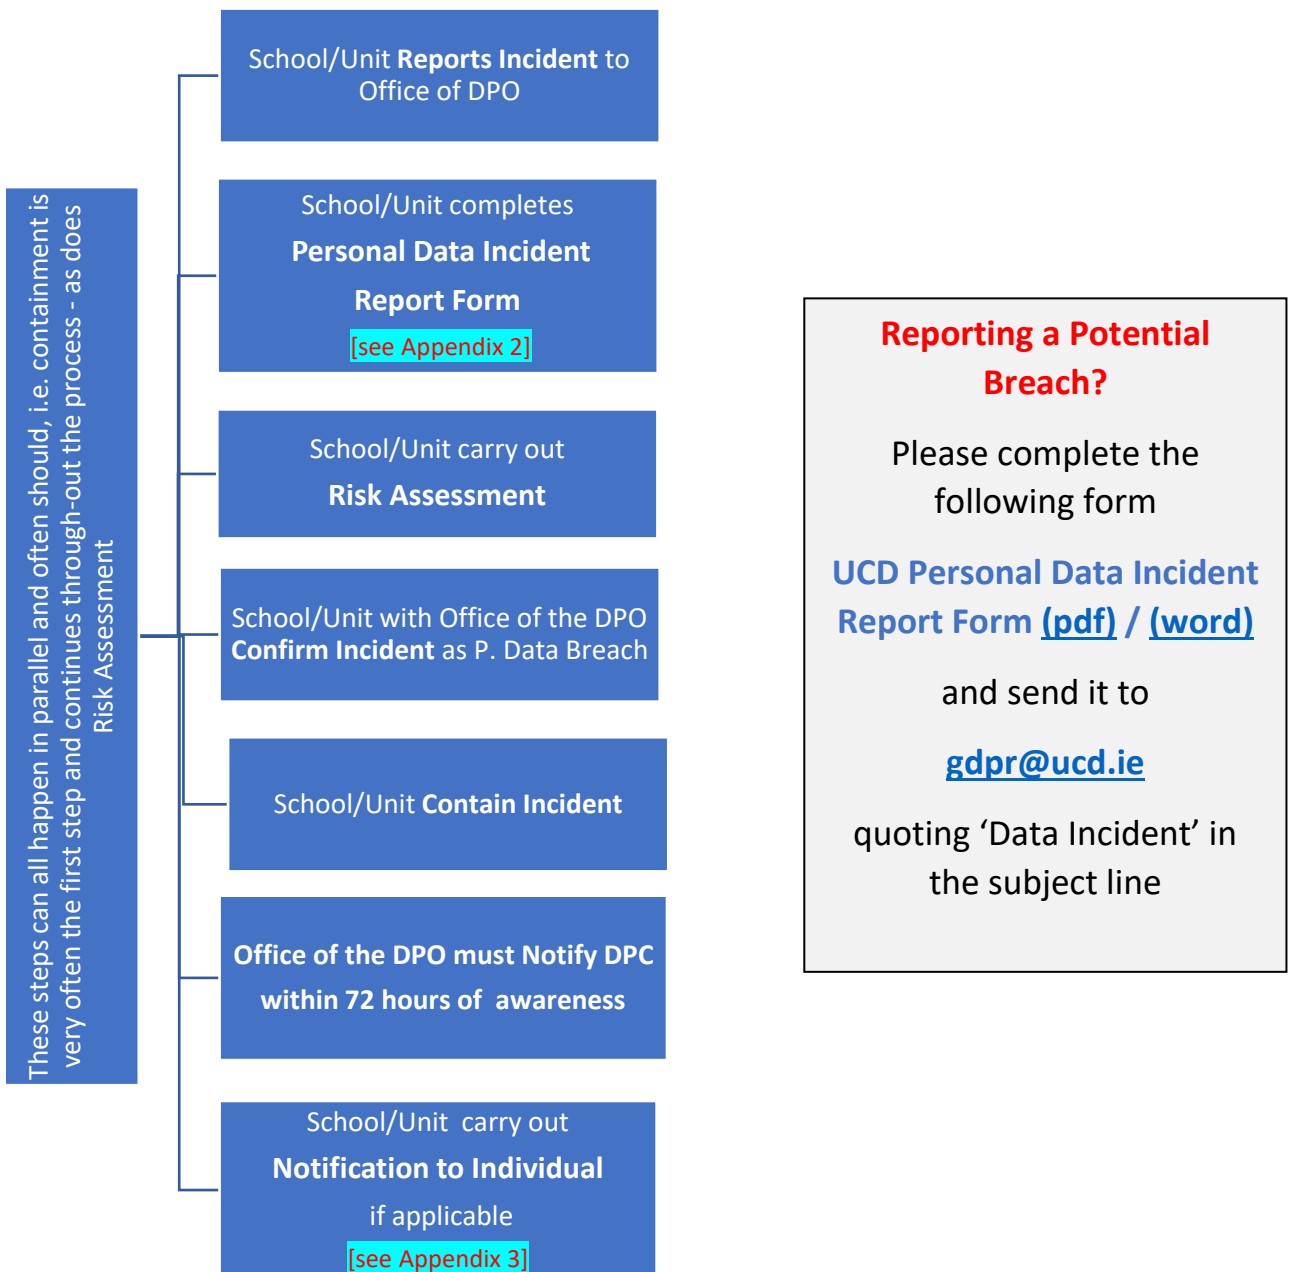 These steps can all happen in parallel and often should, i.e. containment is
very often the first step and continues through-out the process - as does
Risk Assessment
School/Unit Reports Incident to
Office of DPO
School/Unit completes
Personal Data Incident
Report Form
[see Appendix 2]
School/Unit carry out
Risk Assessment
School/Unit with Office of the DPO
Confirm Incident as P. Data Breach
School/Unit Contain Incident
Office of the DPO must Notify DPC
within 72 hours of  awareness
School/Unit  carry out
Notification to Individual
if applicable
[see Appendix 3]
Reporting a Potential
Breach?
Please complete the
following form
UCD Personal Data Incident
Report Form (pdf) / (word)
and send it to
gdpr@ucd.ie
quoting ‘Data Incident’ in
the subject line